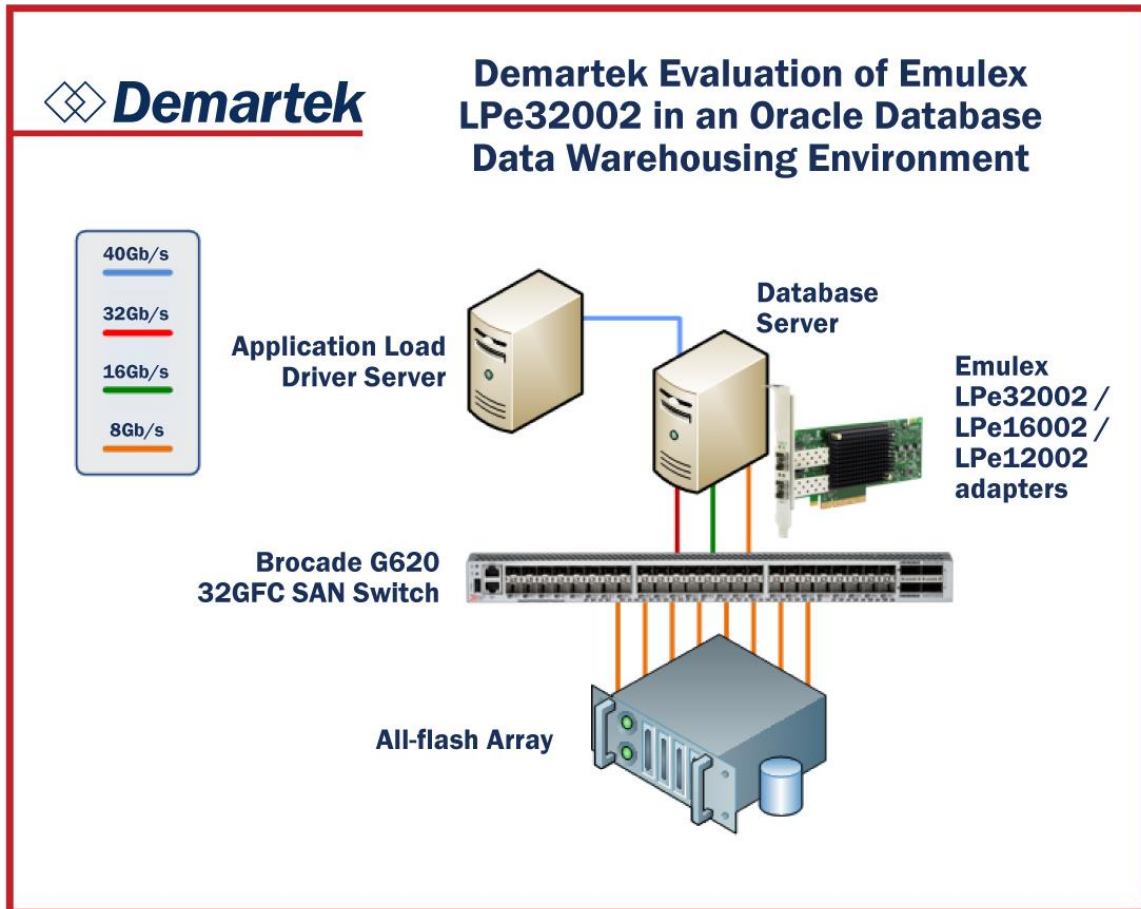 Demartek
Demartek Evaluation of Emulex
LPe32002 in an Oracle Database
Data Warehousing Environment
40Gb/s
32Gb/s
16Gb/s
8Gb/s
Application Load
Driver Server
Database
Server
Emulex
LPe32002 /
LPe16002 /
LPe12002
adapters
Brocade G620
32GFC SAN Switch
All-flash Array